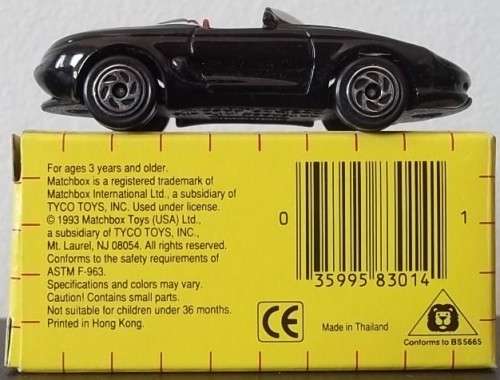 For ages 3 years and older.
Matchbox is a registered trademark of
Matchbox International Ltd., a subsidiary of
TYCO TOYS, INC. Used under license.
© 1993 Matchbox Toys (USA) Ltd.,
a subsidiary of TYCO TOYS, INC.,
Mt. Laurel, NJ 08054. All rights reserved.
Conforms to the safety requirements of
ASTM F-963.
Specifications and colors may vary.
Caution! Contains small parts.
Not suitable for children under 36 months.
Printed in Hong Kong.
0 35995 83014 1
CE
Made in Thailand
Conforms to BS5665